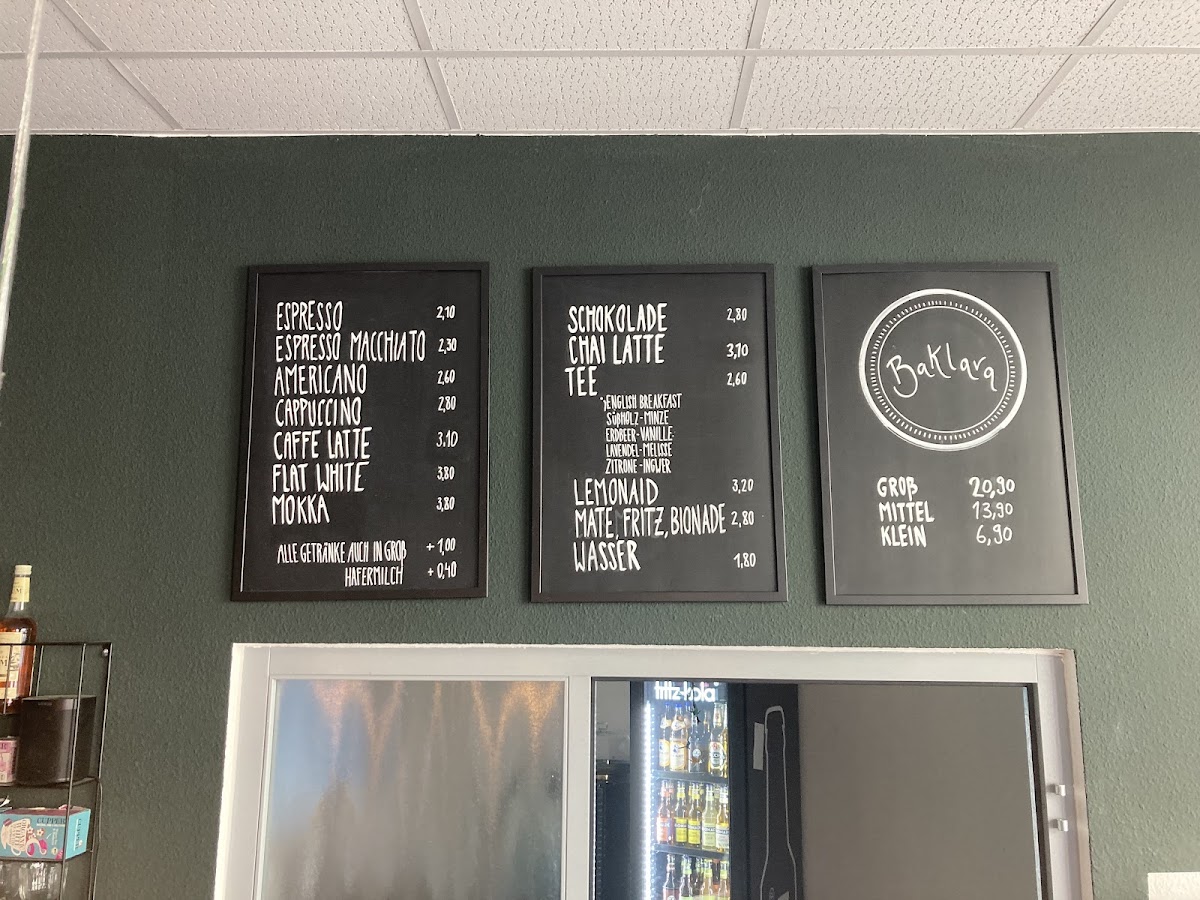 ESPRESSO 2,10
ESPRESSO MACCHIATO 2,30
AMERICANO 2,60
CAPPUCCINO 2,80
CAFFE LATTE 3.10
FLAT WHITE 3,80
MOKKA 3,80
ALLE GETRÄNKE AUCH IN GROß +1,00
HAFERMILCH +0,40
SCHOKOLADE 2,80
CHAI LATTE 3,70
TEE 2,60
ENGLISH BREAKFAST
SÜßHOLZ-MINZE
ERDBEER-VANILLE
LAVENDEL-MELISSE
ZITRONE-INGWER
LEMONAID 3,20
MATE, FRITZ, BIONADE 2,80
WASSER 1,80
Baklava
GROß 20,90
MITTEL 13,90
KLEIN 6,90
fritz-kola
CUPPER